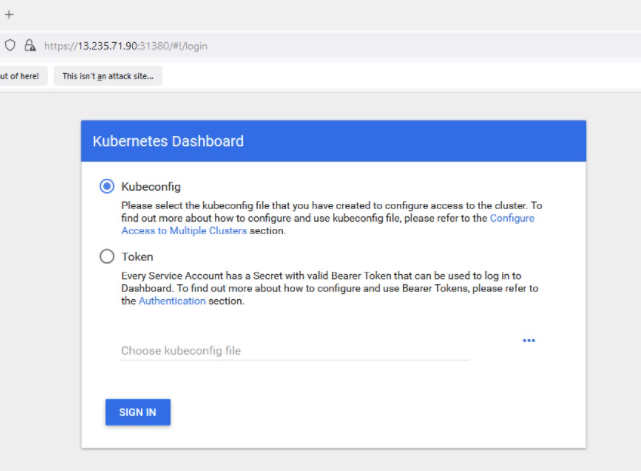 +
https://13.235.71.90:31380/#!/login
ut of here!
This isn't an attack site...
Kubernetes Dashboard
Kubeconfig
Please select the kubeconfig file that you have created to configure access to the cluster. To
find out more about how to configure and use kubeconfig file, please refer to the Configure
Access to Multiple Clusters section.
Token
Every Service Account has a Secret with valid Bearer Token that can be used to log in to
Dashboard. To find out more about how to configure and use Bearer Tokens, please refer to
the Authentication section.
Choose kubeconfig file
SIGN IN